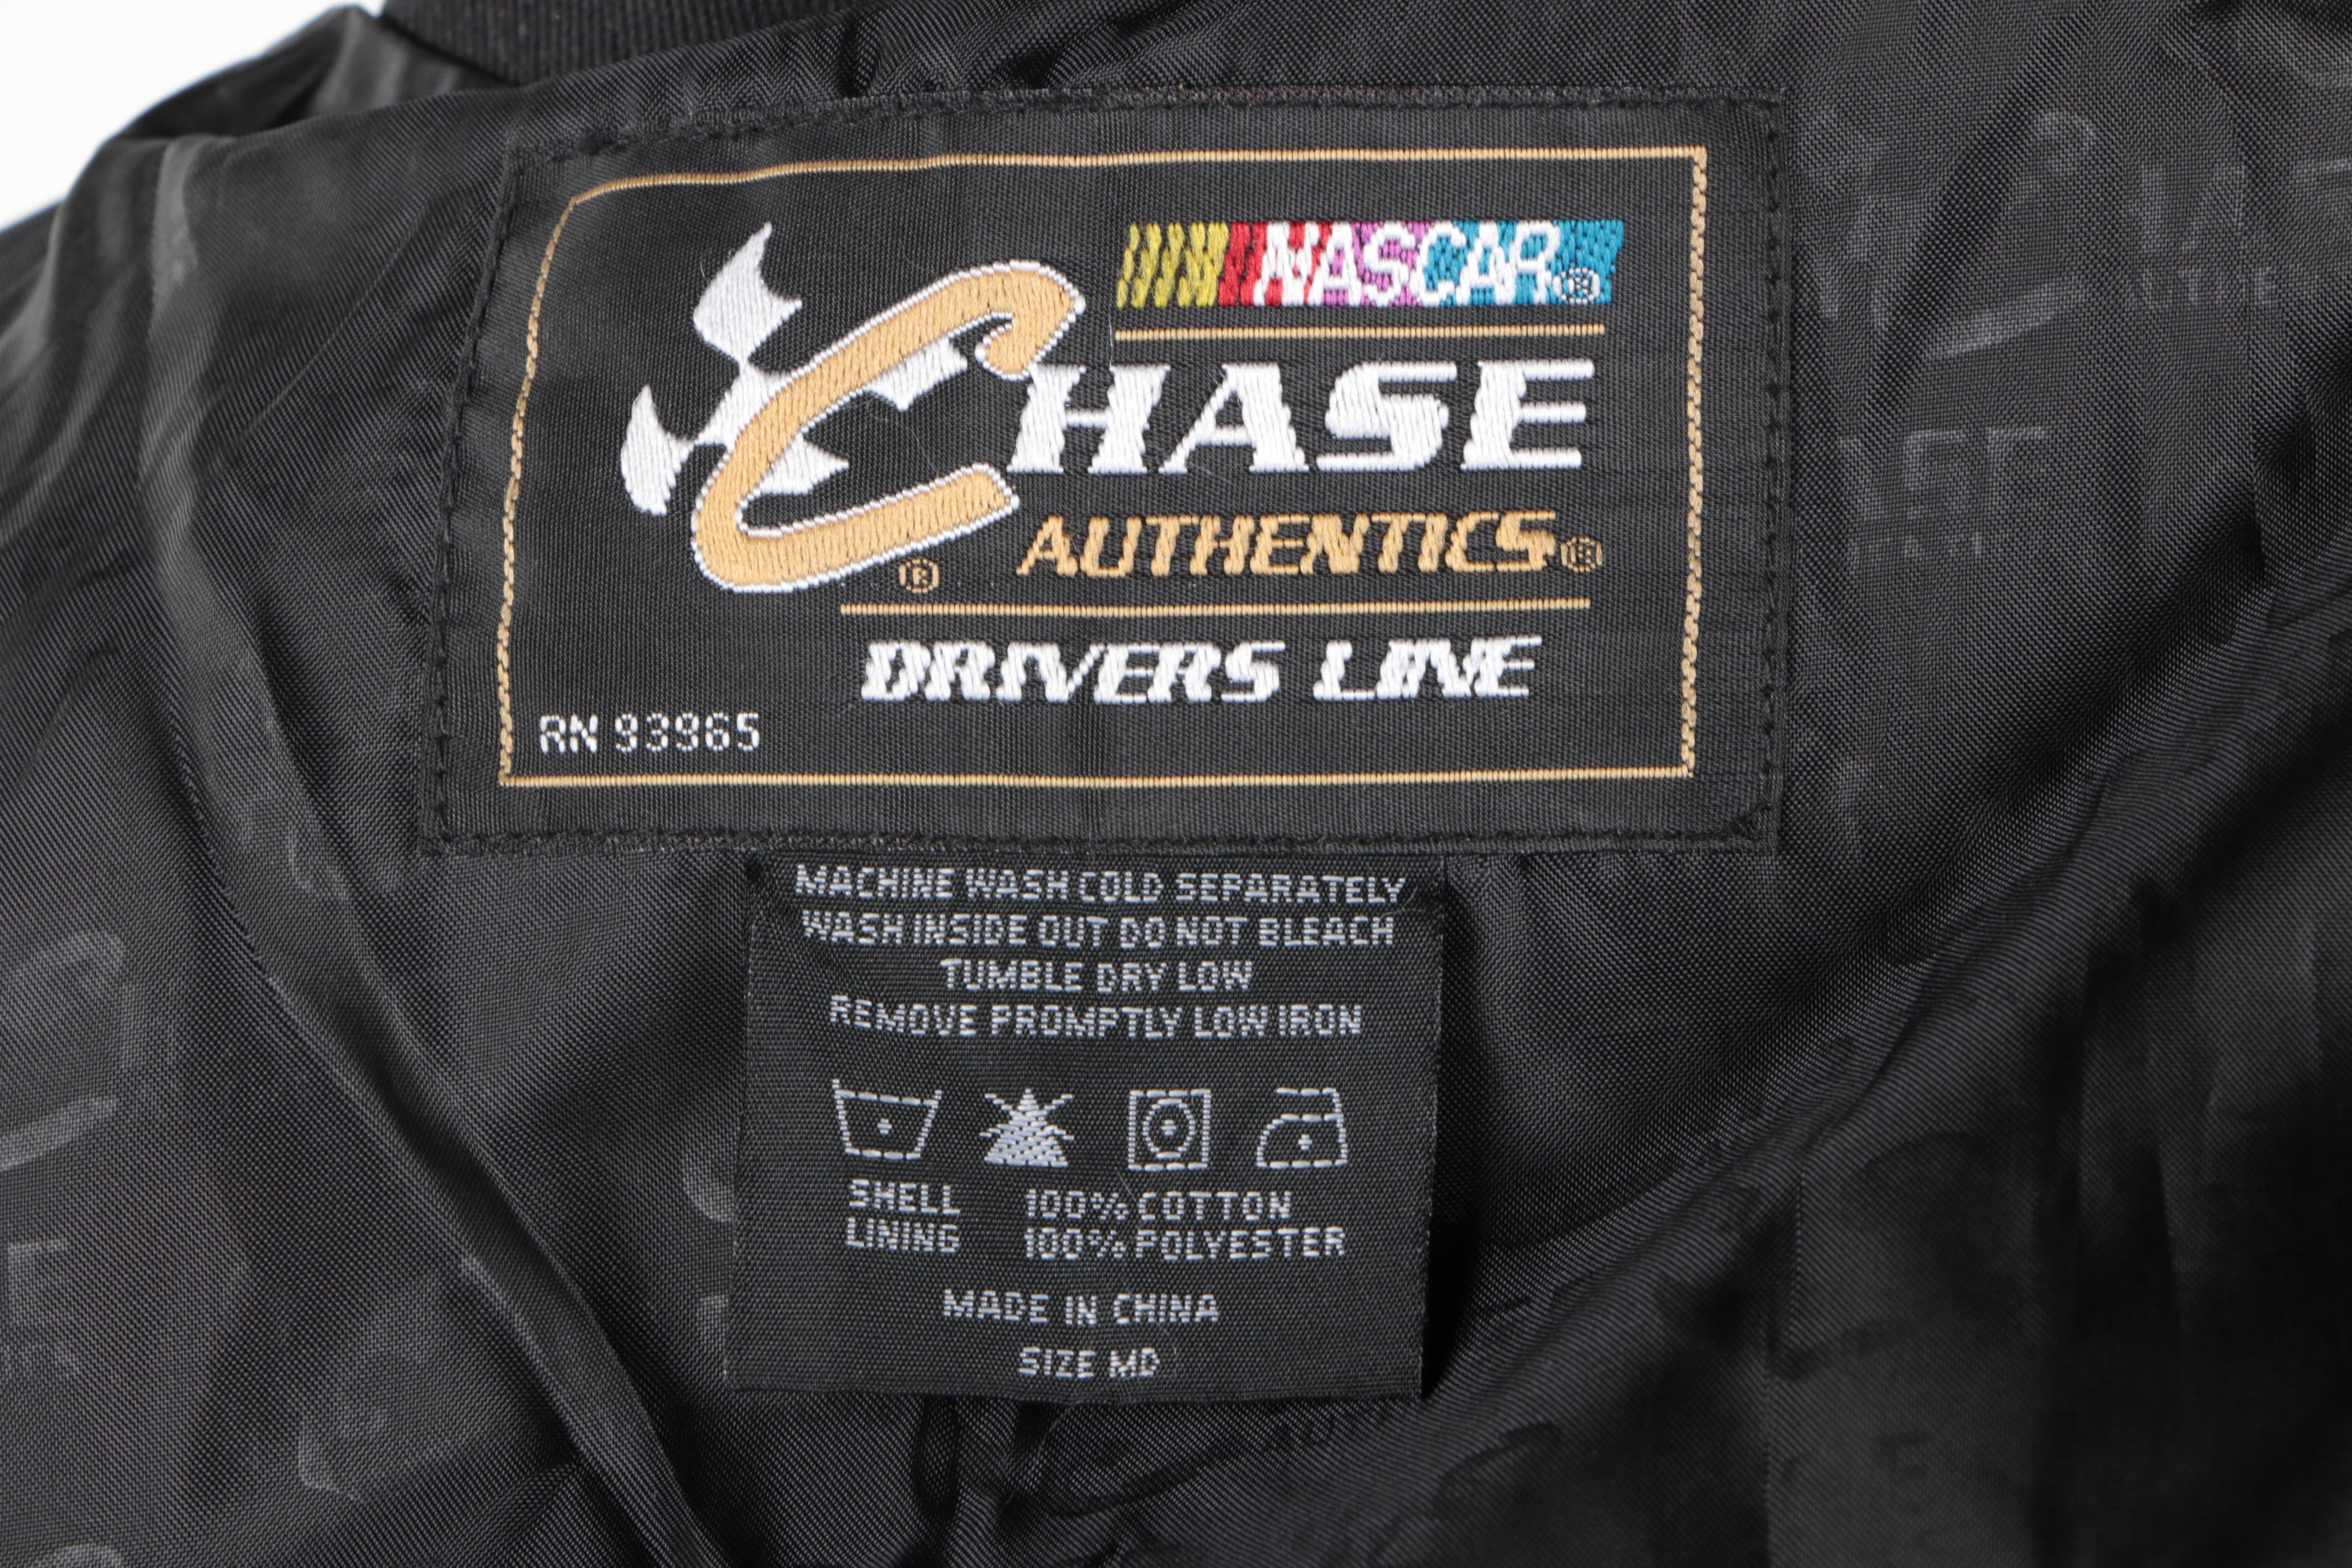 NASCAR®
CHASE
AUTHENTICS®
®
DRIVERS LINE
RN 93965
MACHINE WASH COLD SEPARATELY
WASH INSIDE OUT DO NOT BLEACH
TUMBLE DRY LOW
REMOVE PROMPTLY LOW IRON
SHELL 100% COTTON
LINING 100% POLYESTER
MADE IN CHINA
SIZE MD